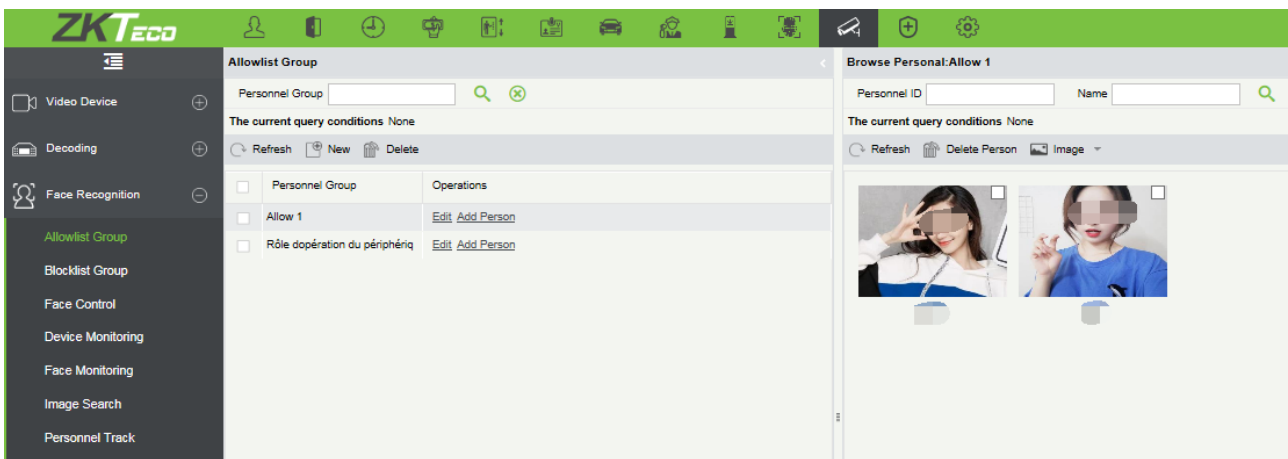 ZKTeco
Allowlist Group
Browse Personal:Allow 1
Video Device
Personnel Group
Personnel ID
Name
The current query conditions None
The current query conditions None
Decoding
Refresh New Delete
Refresh Delete Person Image
Face Recognition
Personnel Group Operations
Allow 1 Edit Add Person
Rôle dopération du périphériq Edit Add Person
Allowlist Group
Blocklist Group
Face Control
Device Monitoring
Face Monitoring
Image Search
Personnel Track